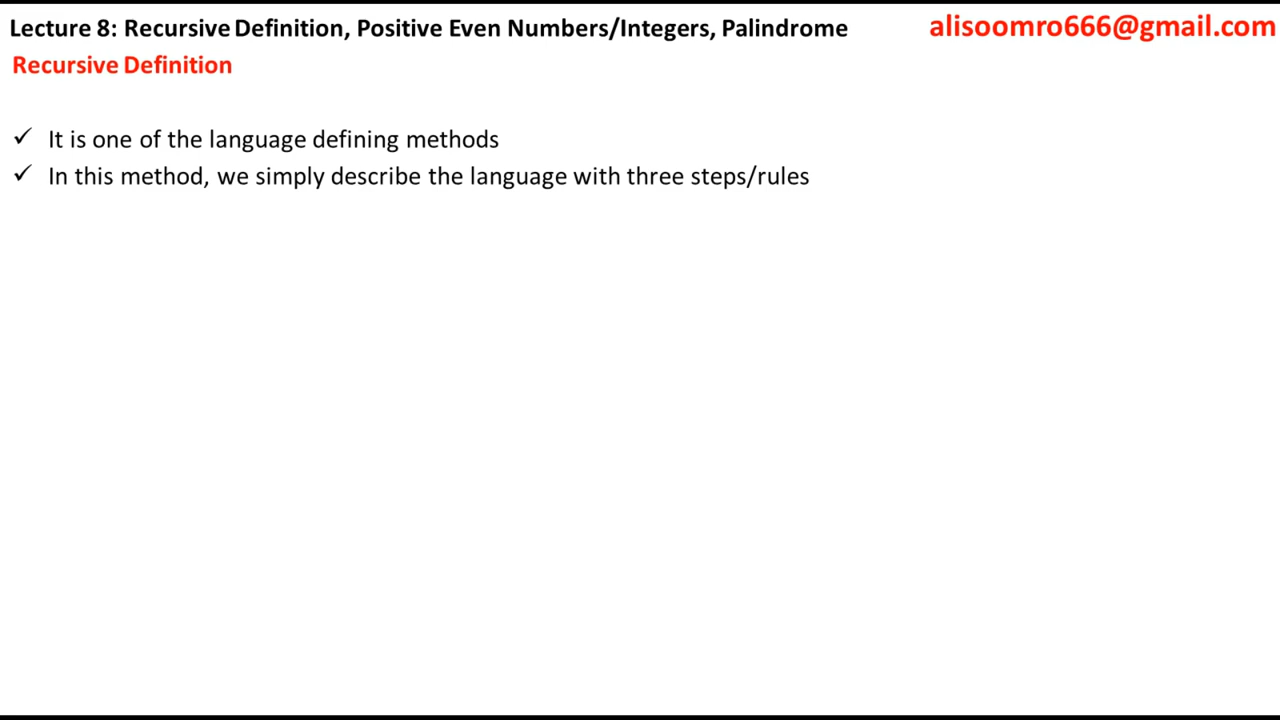 Lecture 8: Recursive Definition, Positive Even Numbers/Integers, Palindrome
alisoomro666@gmail.com
Recursive Definition
✓ It is one of the language defining methods
✓ In this method, we simply describe the language with three steps/rules